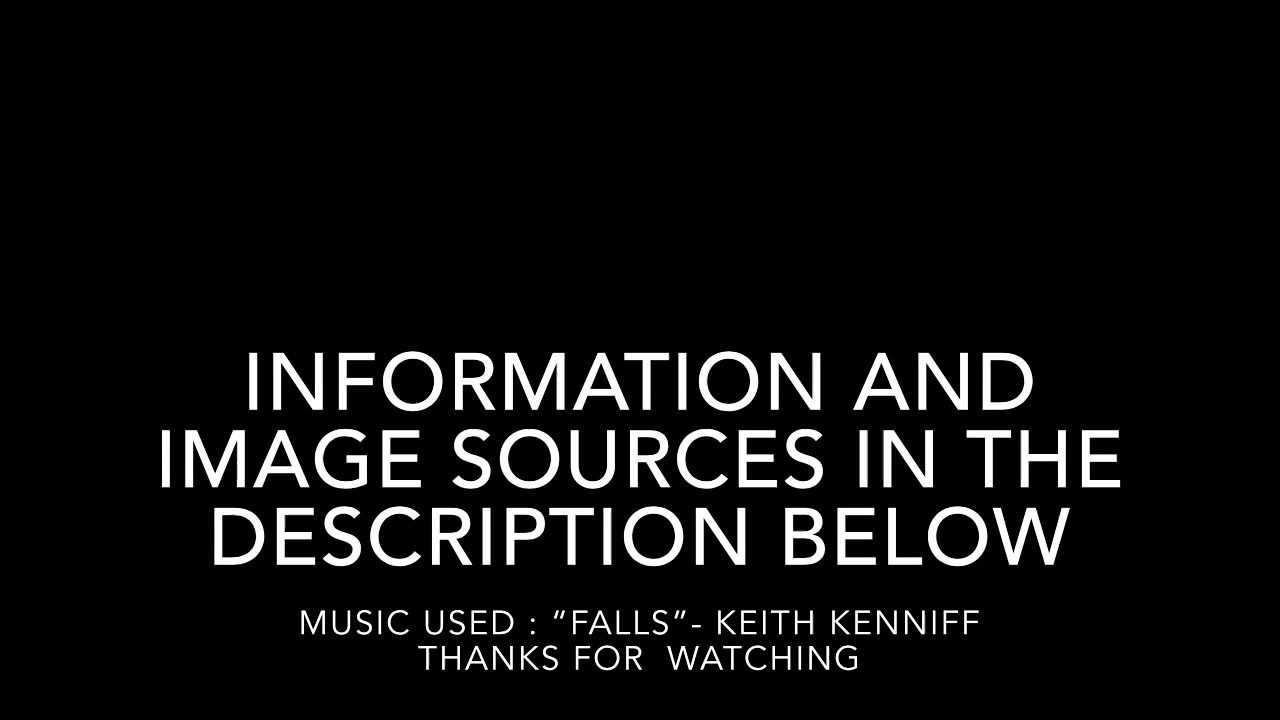 INFORMATION AND
IMAGE SOURCES IN THE
DESCRIPTION BELOW
MUSIC USED : “FALLS”- KEITH KENNIFF
THANKS FOR  WATCHING